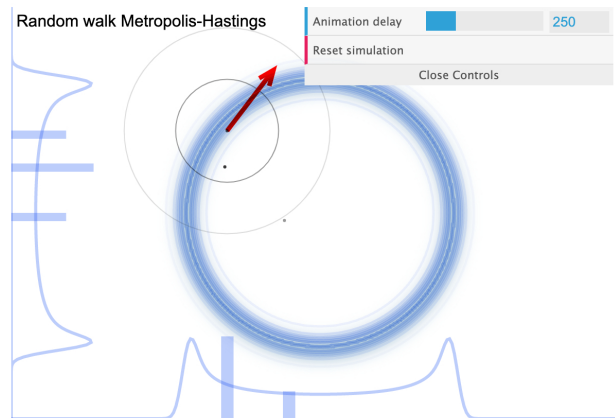 Random walk Metropolis-Hastings
Animation delay 250
Reset simulation
Close Controls